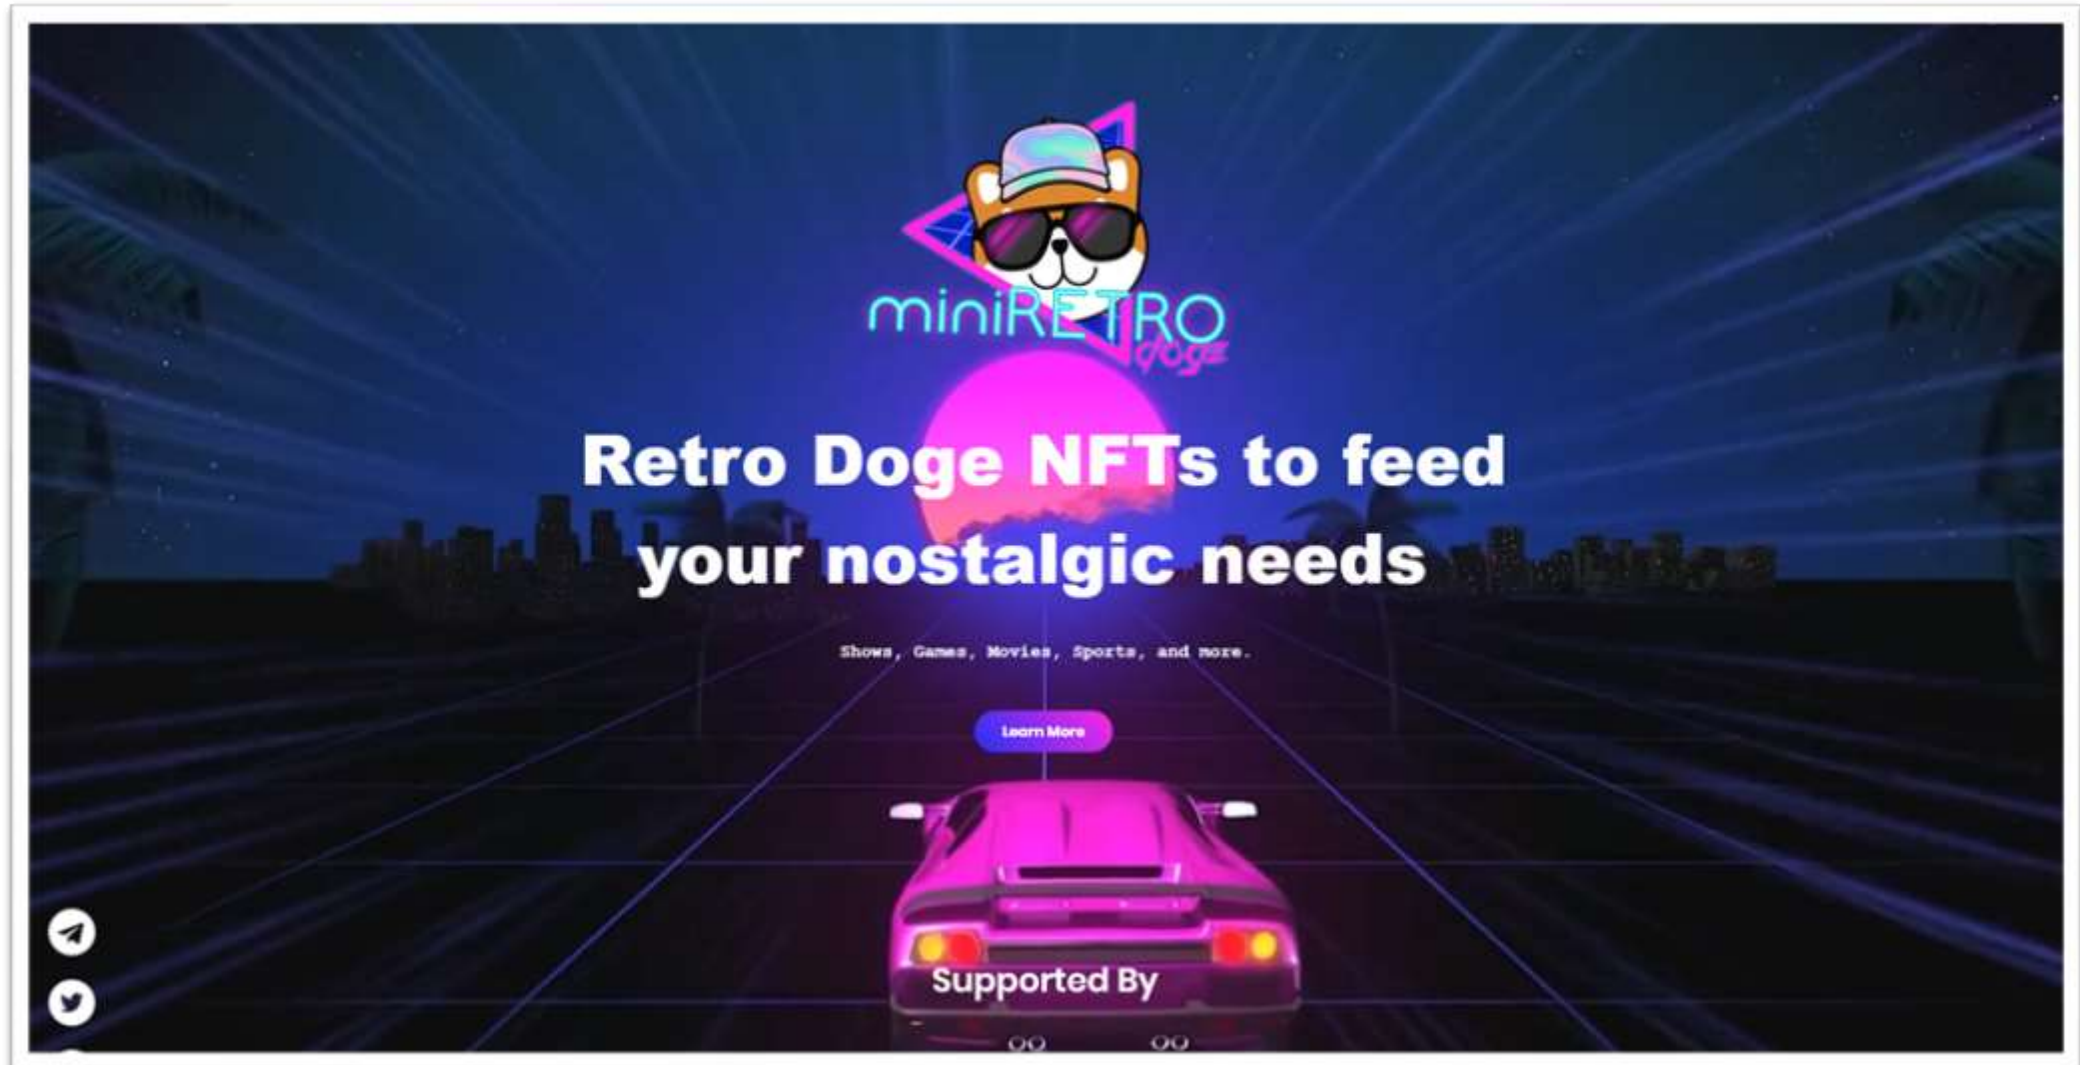 miniRETRO
doge
Retro Doge NFTs to feed
your nostalgic needs
Shows, Games, Movies, Sports, and more.
Learn More
Supported By